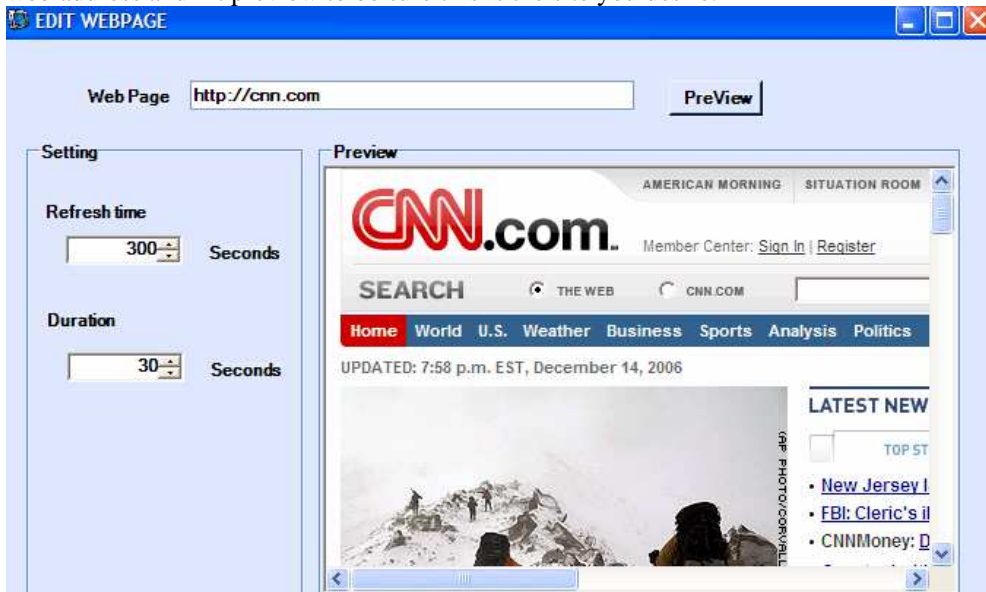 EDIT WEBPAGE
Web Page http://cnn.com PreView
Setting
Refresh time
300 Seconds
Duration
30 Seconds
Preview
AMERICAN MORNING SITUATION ROOM
CNN.com
Member Center: Sign In | Register
SEARCH THE WEB CNN.COM
Home World U.S. Weather Business Sports Analysis Politics
UPDATED: 7:58 p.m. EST, December 14, 2006
(AP PHOTO/CORVALL
LATEST NEW
TOP ST
• New Jersey l
• FBI: Cleric's il
• CNNMoney: D